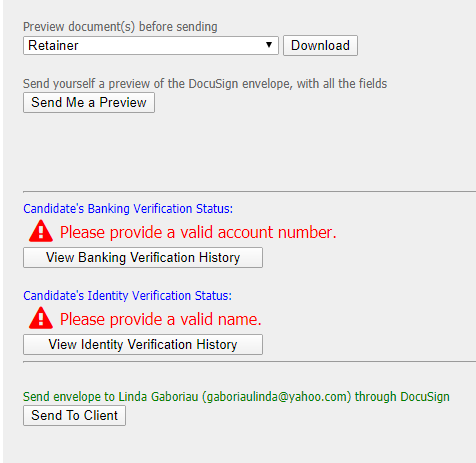 Preview document(s) before sending
Retainer Download
Send yourself a preview of the DocuSign envelope, with all the fields
Send Me a Preview
Candidate's Banking Verification Status:
Please provide a valid account number.
View Banking Verification History
Candidate's Identity Verification Status:
Please provide a valid name.
View Identity Verification History
Send envelope to Linda Gaboriau (gaboriaulinda@yahoo.com) through DocuSign
Send To Client